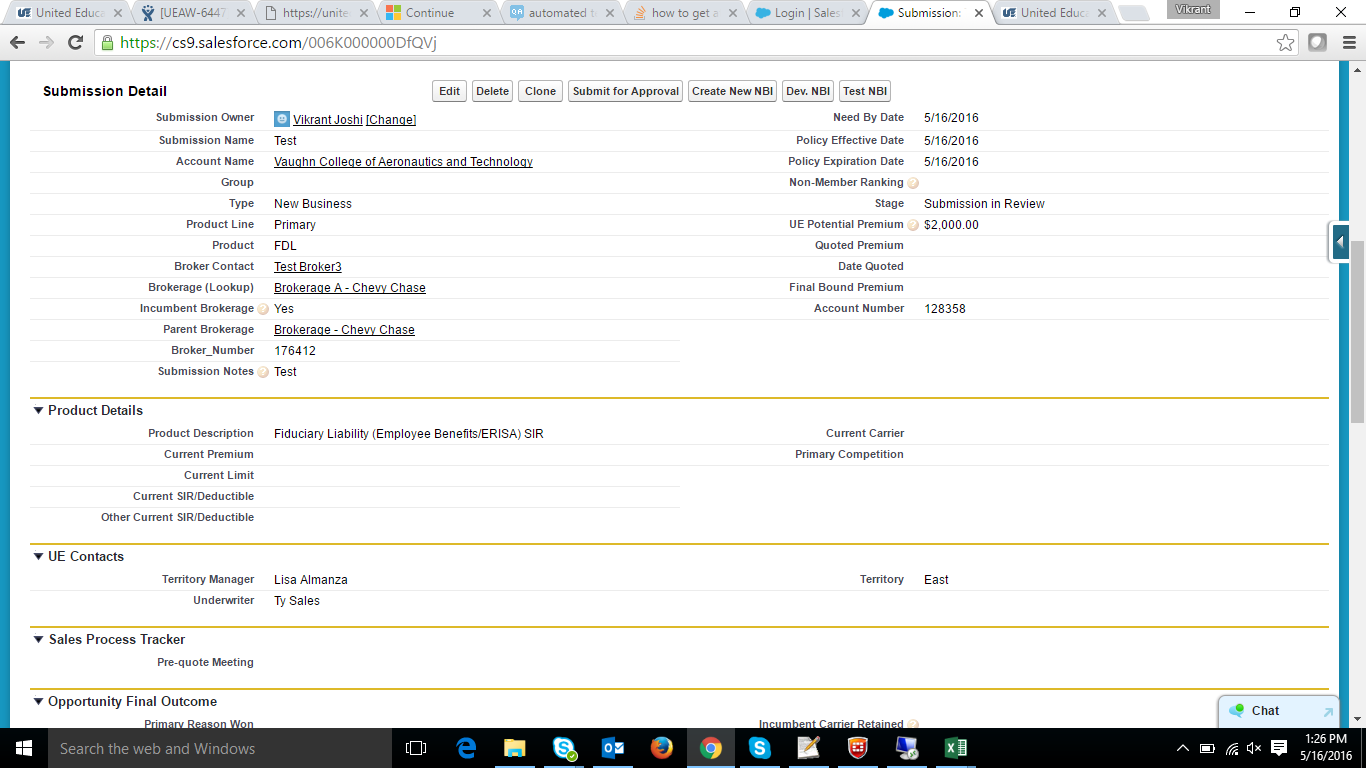 United Educa
[UEAW-6447
https://unite
Continue
automated t
how to get a
Login | Sales
Submission:
United Educ
Vikrant
https://cs9.salesforce.com/006K000000DfQVj
Submission Detail
Edit Delete Clone Submit for Approval Create New NBI Dev. NBI Test NBI
Submission Owner Vikrant Joshi [Change] Need By Date 5/16/2016
Submission Name Test Policy Effective Date 5/16/2016
Account Name Vaughn College of Aeronautics and Technology Policy Expiration Date 5/16/2016
Group Non-Member Ranking
Type New Business Stage Submission in Review
Product Line Primary UE Potential Premium $2,000.00
Product FDL Quoted Premium
Broker Contact Test Broker3 Date Quoted
Brokerage (Lookup) Brokerage A - Chevy Chase Final Bound Premium
Incumbent Brokerage Yes Account Number 128358
Parent Brokerage Brokerage - Chevy Chase
Broker_Number 176412
Submission Notes Test
Product Details
Product Description Fiduciary Liability (Employee Benefits/ERISA) SIR Current Carrier
Current Premium Primary Competition
Current Limit
Current SIR/Deductible
Other Current SIR/Deductible
UE Contacts
Territory Manager Lisa Almanza Territory East
Underwriter Ty Sales
Sales Process Tracker
Pre-quote Meeting
Opportunity Final Outcome
Primary Reason Won Incumbent Carrier Retained
Chat
Search the web and Windows
1:26 PM
5/16/2016